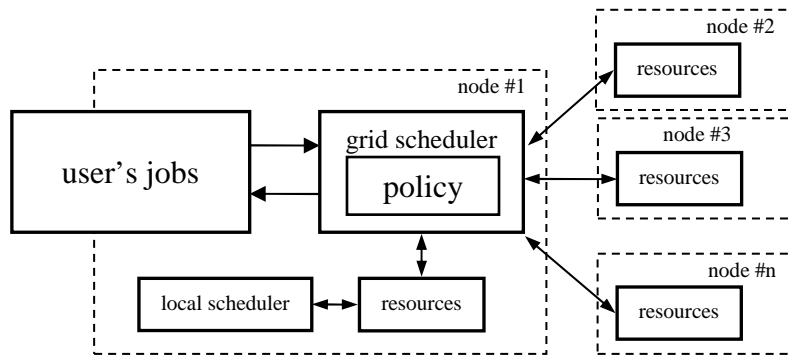 node #1
user's jobs
grid scheduler
policy
local scheduler
resources
node #2
resources
node #3
resources
node #n
resources